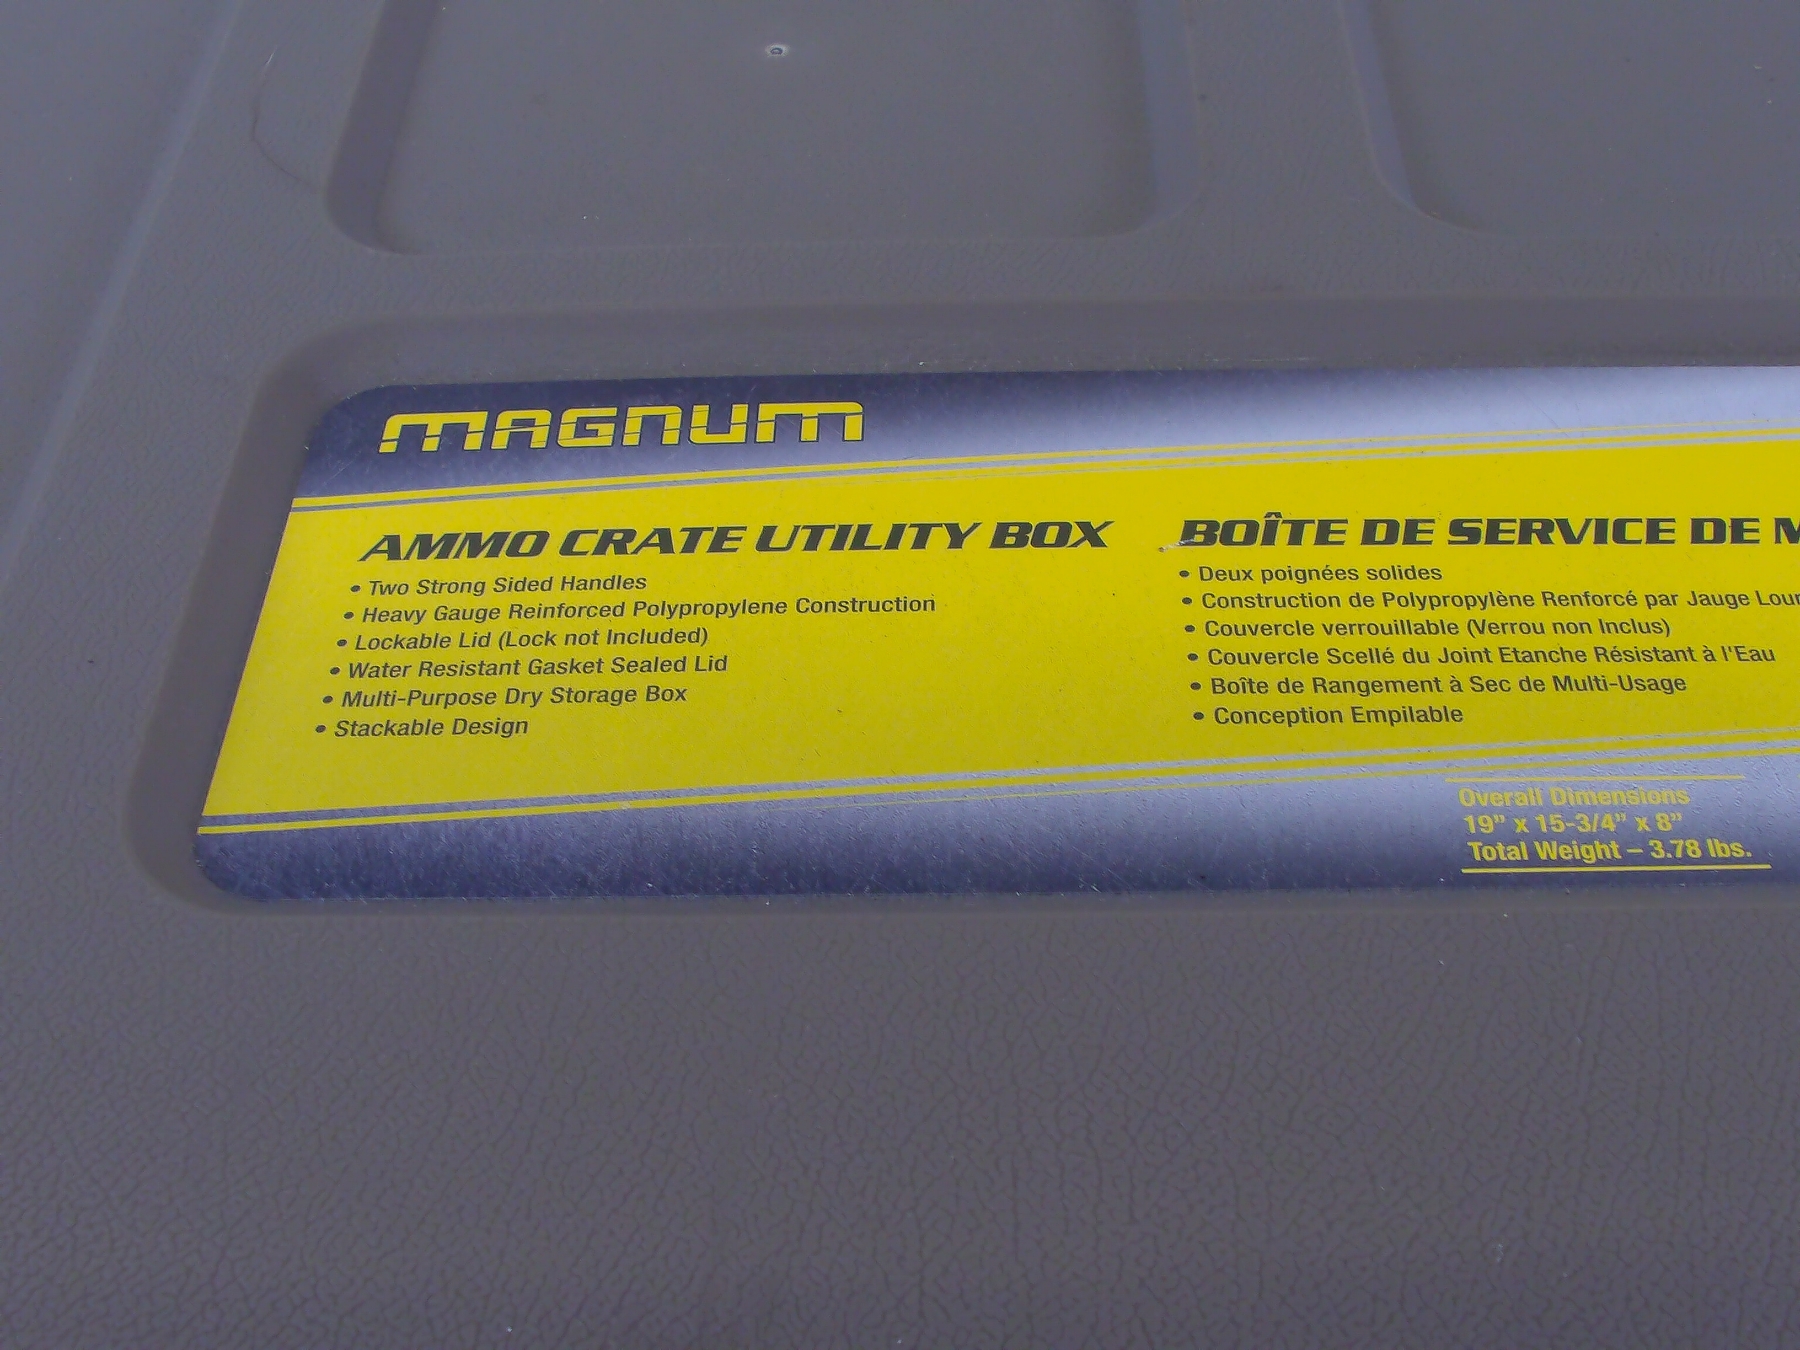 MAGNUM
AMMO CRATE UTILITY BOX
• Two Strong Sided Handles
• Heavy Gauge Reinforced Polypropylene Construction
• Lockable Lid (Lock not Included)
• Water Resistant Gasket Sealed Lid
• Multi-Purpose Dry Storage Box
• Stackable Design
BOÎTE DE SERVICE DE
• Deux poignées solides
• Construction de Polypropylène Renforcé par Jauge
• Couvercle verrouillable (Verrou non Inclus)
• Couvercle Scellé du Joint Etanche Résistant à l'Eau
• Boîte de Rangement à Sec de Multi-Usage
• Conception Empilable
Overall Dimensions
19" x 15-3/4" x 8"
Total Weight – 3.78 lbs.